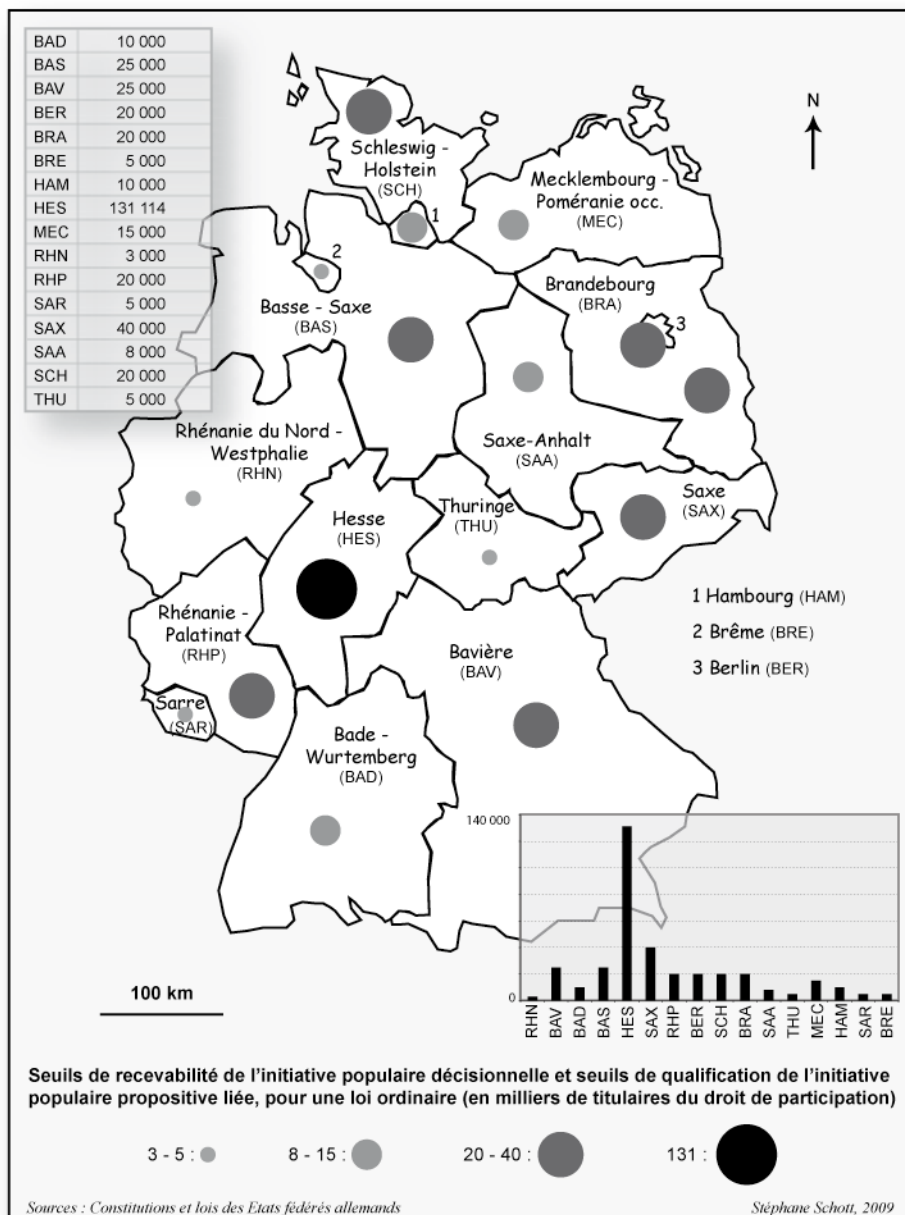 BAD 10 000
BAS 25 000
BAV 25 000
BER 20 000
BRA 20 000
BRE 5 000
HAM 10 000
HES 131 114
MEC 15 000
RHN 3 000
RHP 20 000
SAR 5 000
SAX 40 000
SAA 8 000
SCH 20 000
THU 5 000
N
Schleswig -
Holstein
(SCH)
Mecklembourg -
Poméranie occ.
(MEC)
1
2
Basse - Saxe
(BAS)
Brandebourg
(BRA)
3
Rhénanie du Nord -
Westphalie
(RHN)
Saxe-Anhalt
(SAA)
Saxe
(SAX)
Hesse
(HES)
Thuringe
(THU)
1 Hambourg (HAM)
2 Brême (BRE)
3 Berlin (BER)
Rhénanie -
Palatinat
(RHP)
Bavière
(BAV)
Sarre
(SAR)
Bade -
Wurtemberg
(BAD)
140 000
0
RHN BAV BAD BAS HES SAX RHP BER SCH BRA SAA THU MEC HAM SAR BRE
100 km
Seuils de recevabilité de l'initiative populaire décisionnelle et seuils de qualification de l'initiative
populaire propositive liée, pour une loi ordinaire (en milliers de titulaires du droit de participation)
3 - 5 : 8 - 15 : 20 - 40 : 131 :
Sources : Constitutions et lois des Etats fédérés allemands Stéphane Schott, 2009